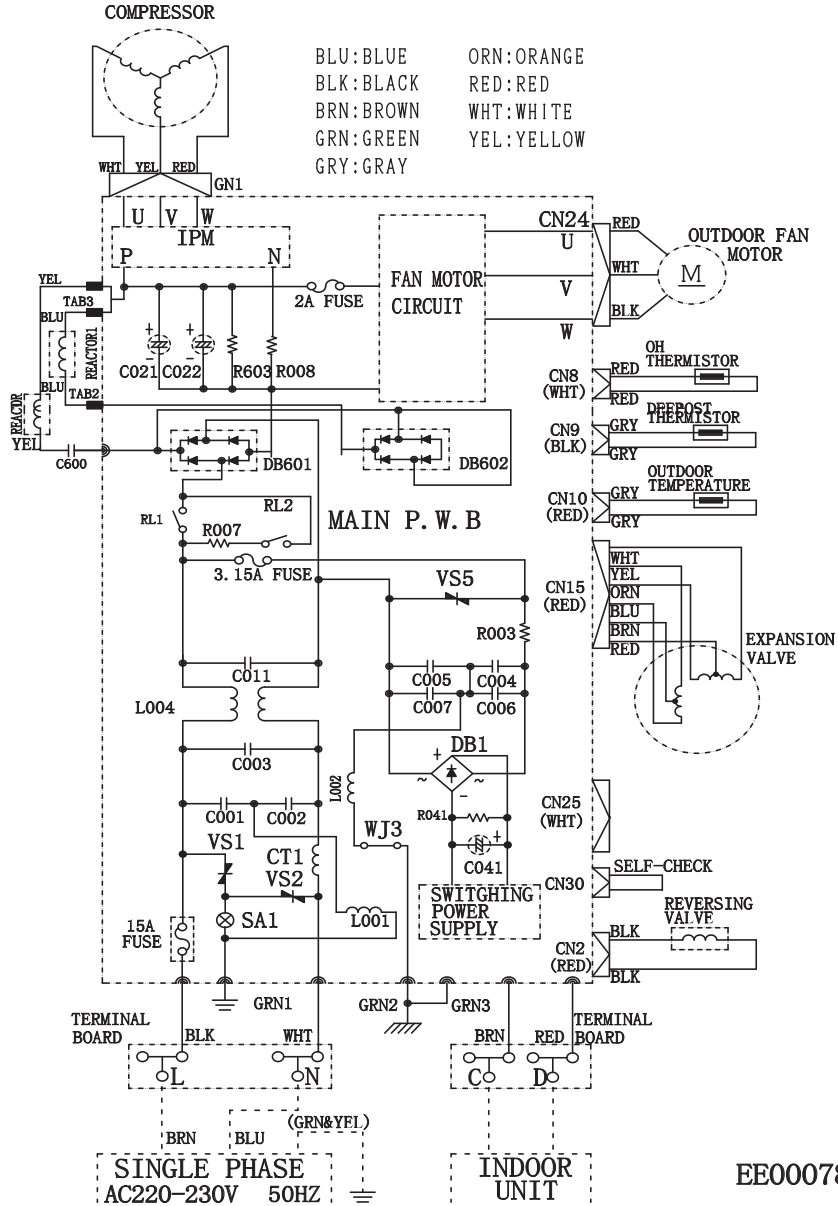 COMPRESSOR
BLU:BLUE ORN:ORANGE
BLK:BLACK RED:RED
BRN:BROWN WHT:WHITE
GRN:GREEN YEL:YELLOW
GRY:GRAY
WHT YEL RED
GN1
U V W
IPM
P N
CN24
U
V
W
RED
WHT
BLK
OUTDOOR FAN
MOTOR
M
FAN MOTOR
CIRCUIT
2A FUSE
YEL
TAB3
BLU
REACTOR1
BLU
TAB2
REACTOR
YEL
C600
+ +
- -
C021 C022 R603 R008
CN8
(WHT)
RED
RED
OH
THERMISTOR
CN9
(BLK)
GRY
GRY
DEFROST
THERMISTOR
CN10
(RED)
GRY
GRY
OUTDOOR
TEMPERATURE
DB601
DB602
RL1
RL2
R007
MAIN P.W.B
3.15A FUSE
VS5
R003
CN15
(RED)
WHT
YEL
ORN
BLU
BRN
RED
EXPANSION
VALVE
C011
L004
C003
C005 C004
C007 C006
DB1
+
~ ~
-
L002
C001 C002
R041
+
C041
WJ3
VS1
CT1
VS2
SA1
L001
15A
FUSE
SWITGHING
POWER
SUPPLY
CN25
(WHT)
CN30
SELF-CHECK
CN2
(RED)
BLK
BLK
REVERSING
VALVE
GRN1
GRN2
GRN3
TERMINAL
BOARD
BLK
WHT
BRN
RED
TERMINAL
BOARD
L
N
C
D
BRN
BLU
(GRN&YEL)
SINGLE PHASE
AC220-230V 50HZ
INDOOR
UNIT
EE00078